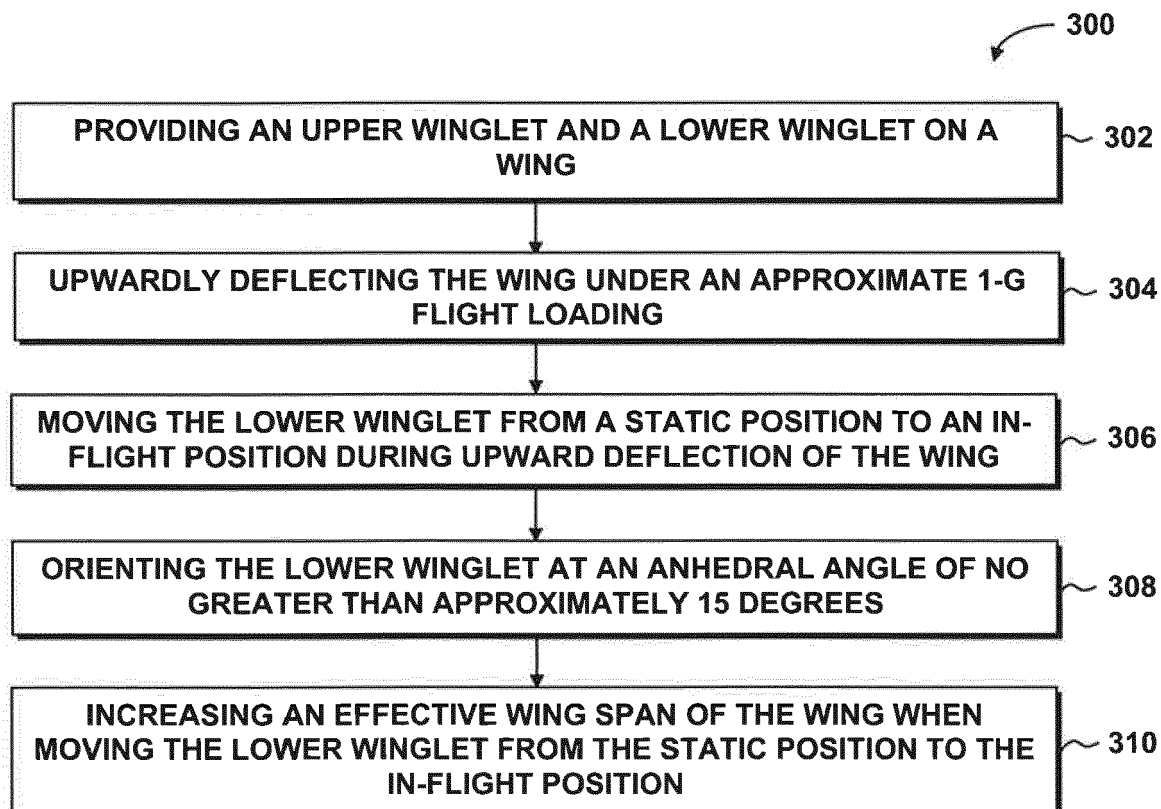 300
PROVIDING AN UPPER WINGLET AND A LOWER WINGLET ON A
WING
302
UPWARDLY DEFLECTING THE WING UNDER AN APPROXIMATE 1-G
FLIGHT LOADING
304
MOVING THE LOWER WINGLET FROM A STATIC POSITION TO AN IN-
FLIGHT POSITION DURING UPWARD DEFLECTION OF THE WING
306
ORIENTING THE LOWER WINGLET AT AN ANHEDRAL ANGLE OF NO
GREATER THAN APPROXIMATELY 15 DEGREES
308
INCREASING AN EFFECTIVE WING SPAN OF THE WING WHEN
MOVING THE LOWER WINGLET FROM THE STATIC POSITION TO THE
IN-FLIGHT POSITION
310